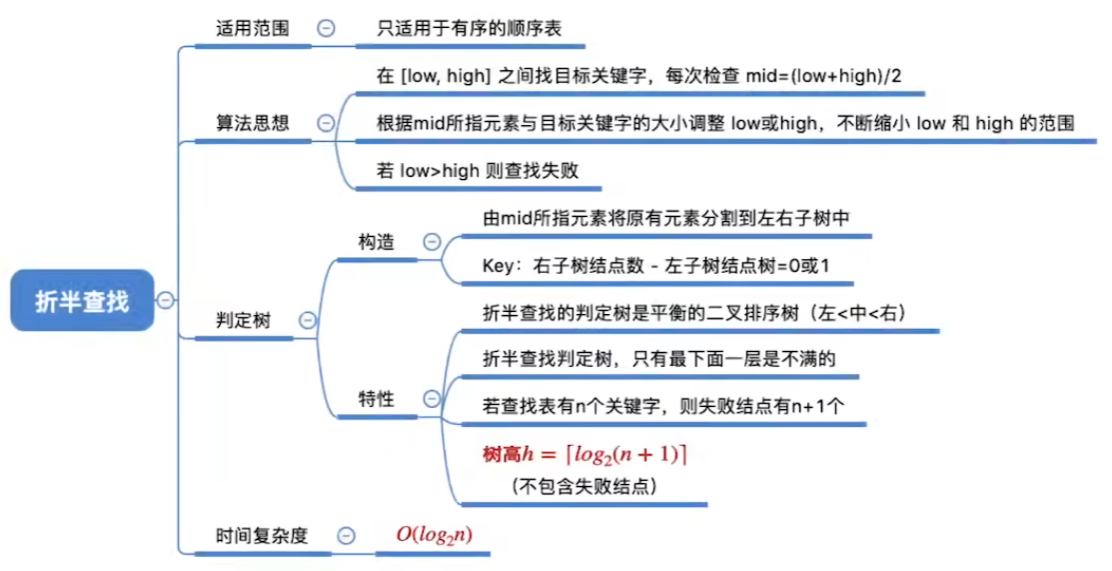 折半查找
适用范围
只适用于有序的顺序表
算法思想
在 [low, high] 之间找目标关键字，每次检查 mid=(low+high)/2
根据mid所指元素与目标关键字的大小调整 low或high，不断缩小 low 和 high 的范围
若 low>high 则查找失败
判定树
构造
由mid所指元素将原有元素分割到左右子树中
Key：右子树结点数 - 左子树结点树=0或1
特性
折半查找的判定树是平衡的二叉排序树（左<中<右）
折半查找判定树，只有最下面一层是不满的
若查找表有n个关键字，则失败结点有n+1个
树高h = ⌈log₂(n + 1)⌉
（不包含失败结点）
时间复杂度
O(log₂n)